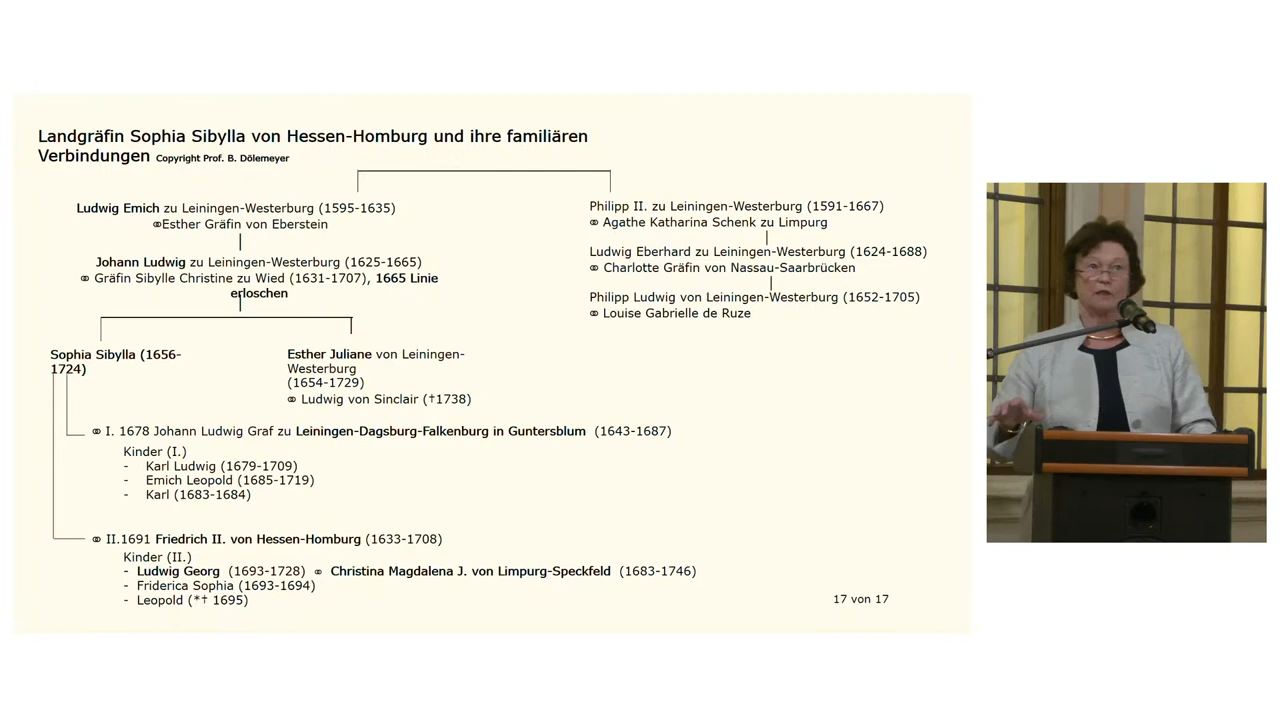 Landgräfin Sophia Sibylla von Hessen-Homburg und ihre familiären
Verbindungen Copyright Prof. B. Dölemeyer
Ludwig Emich zu Leiningen-Westerburg (1595-1635)
⚭Esther Gräfin von Eberstein
Johann Ludwig zu Leiningen-Westerburg (1625-1665)
⚭ Gräfin Sibylle Christine zu Wied (1631-1707), 1665 Linie
erloschen
Philipp II. zu Leiningen-Westerburg (1591-1667)
⚭ Agathe Katharina Schenk zu Limpurg
Ludwig Eberhard zu Leiningen-Westerburg (1624-1688)
⚭ Charlotte Gräfin von Nassau-Saarbrücken
Philipp Ludwig von Leiningen-Westerburg (1652-1705)
⚭ Louise Gabrielle de Ruze
Sophia Sibylla (1656-
1724)
Esther Juliane von Leiningen-
Westerburg
(1654-1729)
⚭ Ludwig von Sinclair (†1738)
⚭ I. 1678 Johann Ludwig Graf zu Leiningen-Dagsburg-Falkenburg in Guntersblum (1643-1687)
Kinder (I.)
- Karl Ludwig (1679-1709)
- Emich Leopold (1685-1719)
- Karl (1683-1684)
⚭ II.1691 Friedrich II. von Hessen-Homburg (1633-1708)
Kinder (II.)
- Ludwig Georg (1693-1728) ⚭ Christina Magdalena J. von Limpurg-Speckfeld (1683-1746)
- Friderica Sophia (1693-1694)
- Leopold (*† 1695)
17 von 17